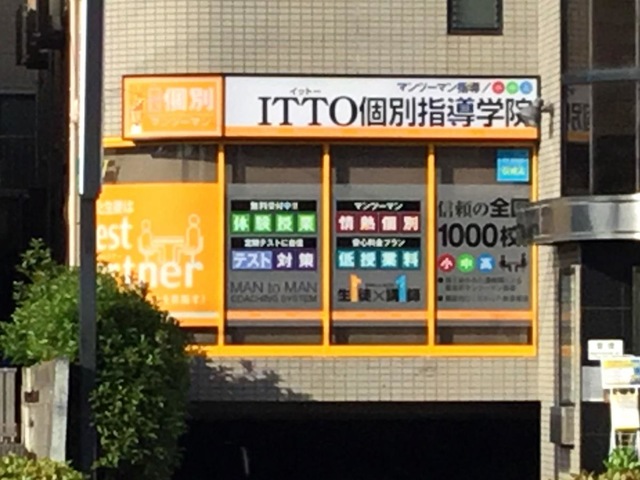 個別
マンツーマン
マンツーマン指導/小中高
イットー
ITTO個別指導学院
est
rtner
無料受付中!!
体験授業
定期テストに自信
テスト対策
MAN to MAN
COACHING SYSTEM
マンツーマン
情熱個別
安心料金プラン
低授業料
生徒×講師
信頼の全国
1000校
小中高